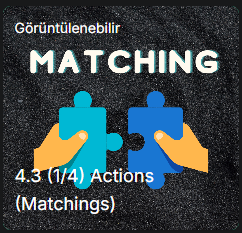 Görüntülenebilir
MATCHING
4.3 (1/4) Actions
(Matchings)